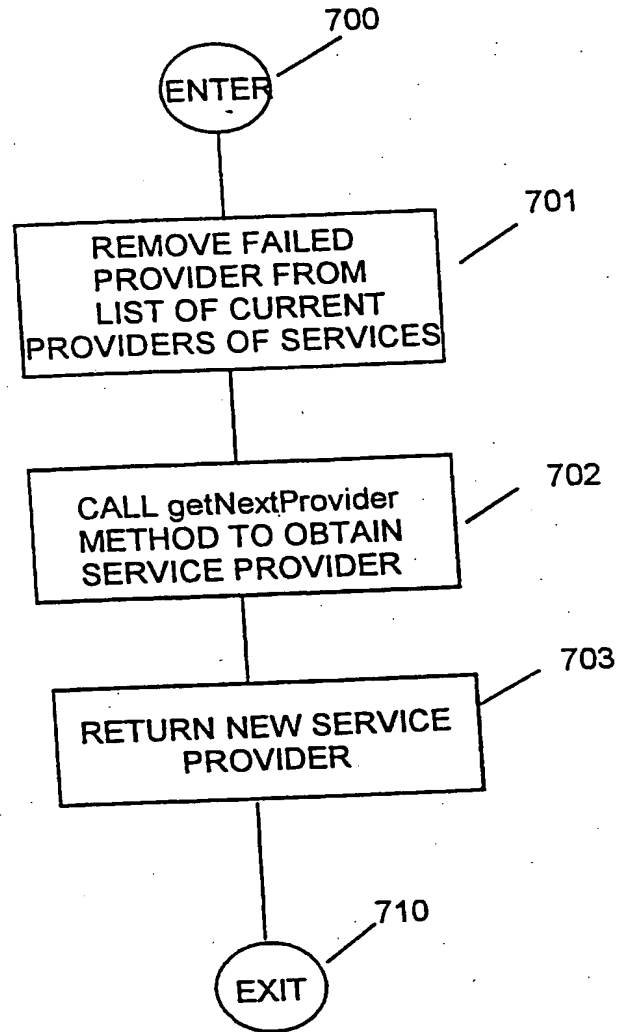 700
ENTER
701
REMOVE FAILED
PROVIDER FROM
LIST OF CURRENT
PROVIDERS OF SERVICES
702
CALL getNextProvider
METHOD TO OBTAIN
SERVICE PROVIDER
703
RETURN NEW SERVICE
PROVIDER
710
EXIT